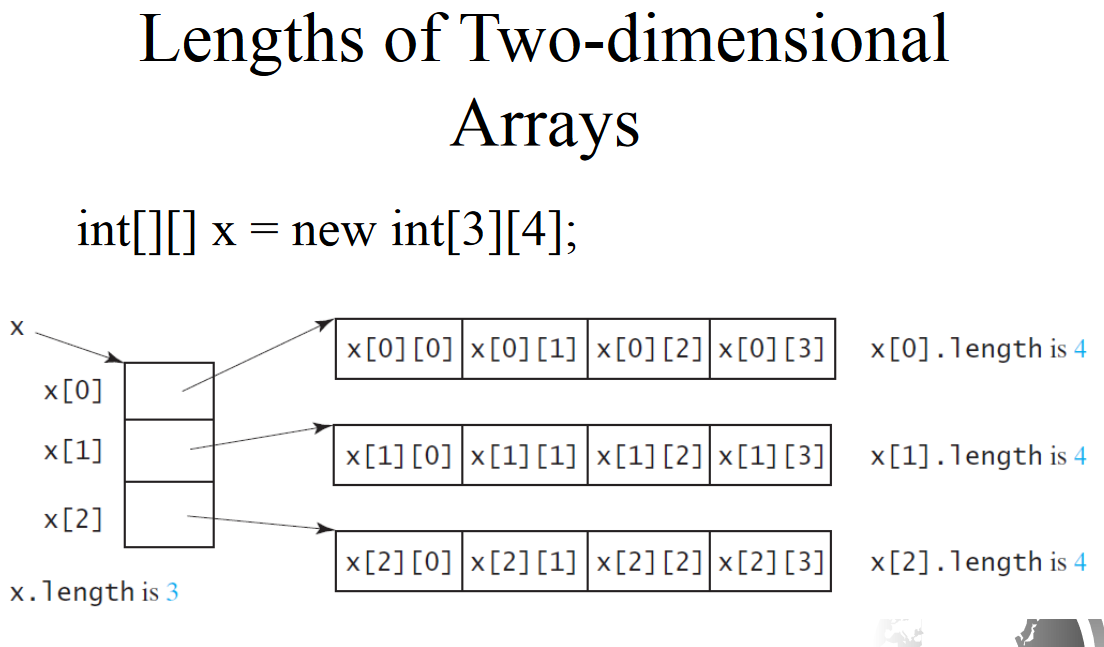 Lengths of Two-dimensional
Arrays
int[][] x = new int[3][4];
x
x[0]
x[1]
x[2]
x.length is 3
x[0][0] x[0][1] x[0][2] x[0][3] x[0].length is 4
x[1][0] x[1][1] x[1][2] x[1][3] x[1].length is 4
x[2][0] x[2][1] x[2][2] x[2][3] x[2].length is 4